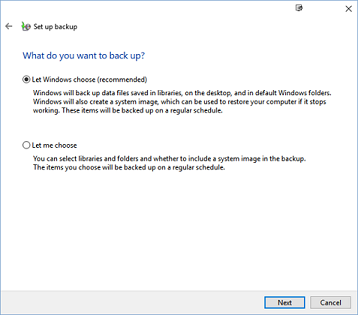 Set up backup
What do you want to back up?
Let Windows choose (recommended)
Windows will back up data files saved in libraries, on the desktop, and in default Windows folders.
Windows will also create a system image, which can be used to restore your computer if it stops
working. These items will be backed up on a regular schedule.
Let me choose
You can select libraries and folders and whether to include a system image in the backup.
The items you choose will be backed up on a regular schedule.
Next
Cancel